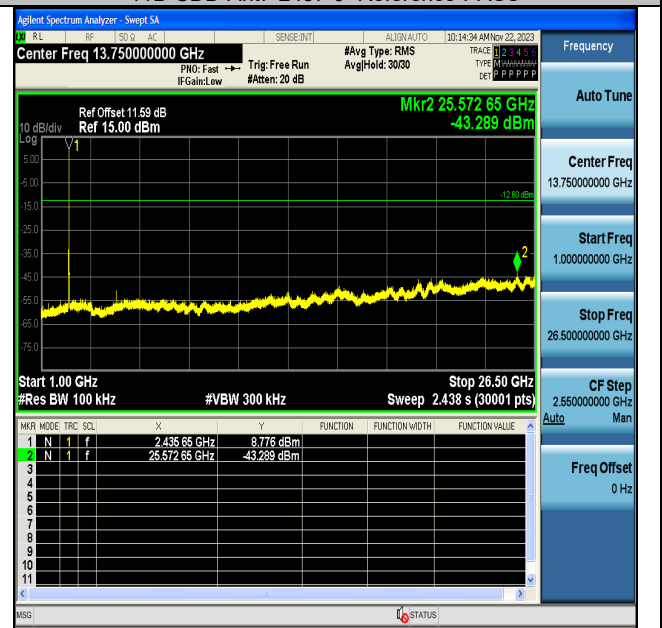 Agilent Spectrum Analyzer - Swept SA
LXI RL RF 50 Ω AC SENSE:INT ALIGN AUTO 10:14:34 AM Nov 22, 2023
Center Freq 13.750000000 GHz #Avg Type: RMS TRACE 1 2 3 4 5 6
PNO: Fast Trig: Free Run Avg|Hold: 30/30 TYPE M
IFGain:Low #Atten: 20 dB DET P P P P P P
Frequency
Auto Tune
Mkr2 25.572 65 GHz
-43.289 dBm
Ref Offset 11.59 dB
10 dB/div Ref 15.00 dBm
Log
1
5.00
-5.00
-12.60 dBm
-15.0
-25.0
-35.0
2
-45.0
-55.0
-65.0
-75.0
Start 1.00 GHz Stop 26.50 GHz
#Res BW 100 kHz #VBW 300 kHz Sweep 2.438 s (30001 pts)
MKR MODE TRC SCL X Y FUNCTION FUNCTION WIDTH FUNCTION VALUE
1 N 1 f 2.435 65 GHz 8.776 dBm
2 N 1 f 25.572 65 GHz -43.289 dBm
3
4
5
6
7
8
9
10
11
MSG STATUS
Center Freq
13.750000000 GHz
Start Freq
1.000000000 GHz
Stop Freq
26.500000000 GHz
CF Step
2.550000000 GHz
Auto Man
Freq Offset
0 Hz